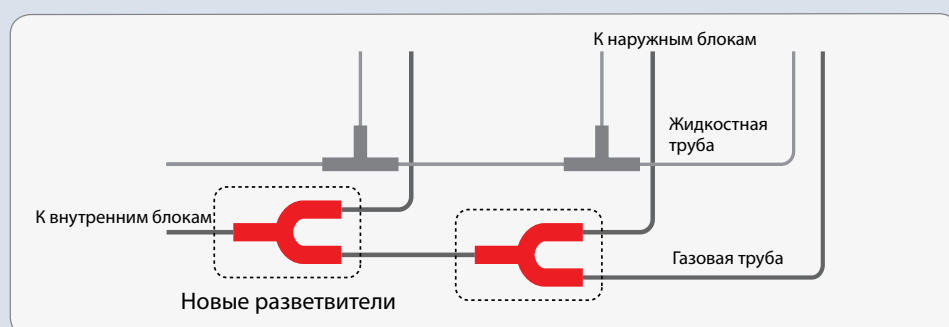 К наружным блокам
Жидкостная
труба
К внутренним блокам
Газовая труба
Новые разветвители